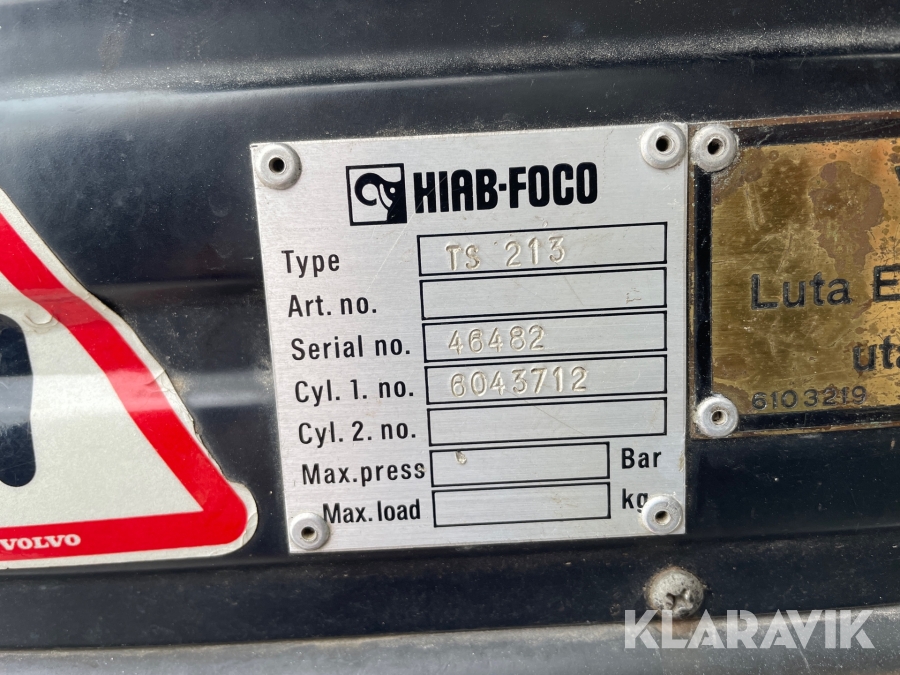 HIAB-FOCO
Type TS 213
Art. no.
Serial no. 46482
Cyl. 1. no. 6043712
Cyl. 2. no.
Max.press Bar
Max. load kg
VOLVO
Luta E
uta
6103219
KLARAVIK